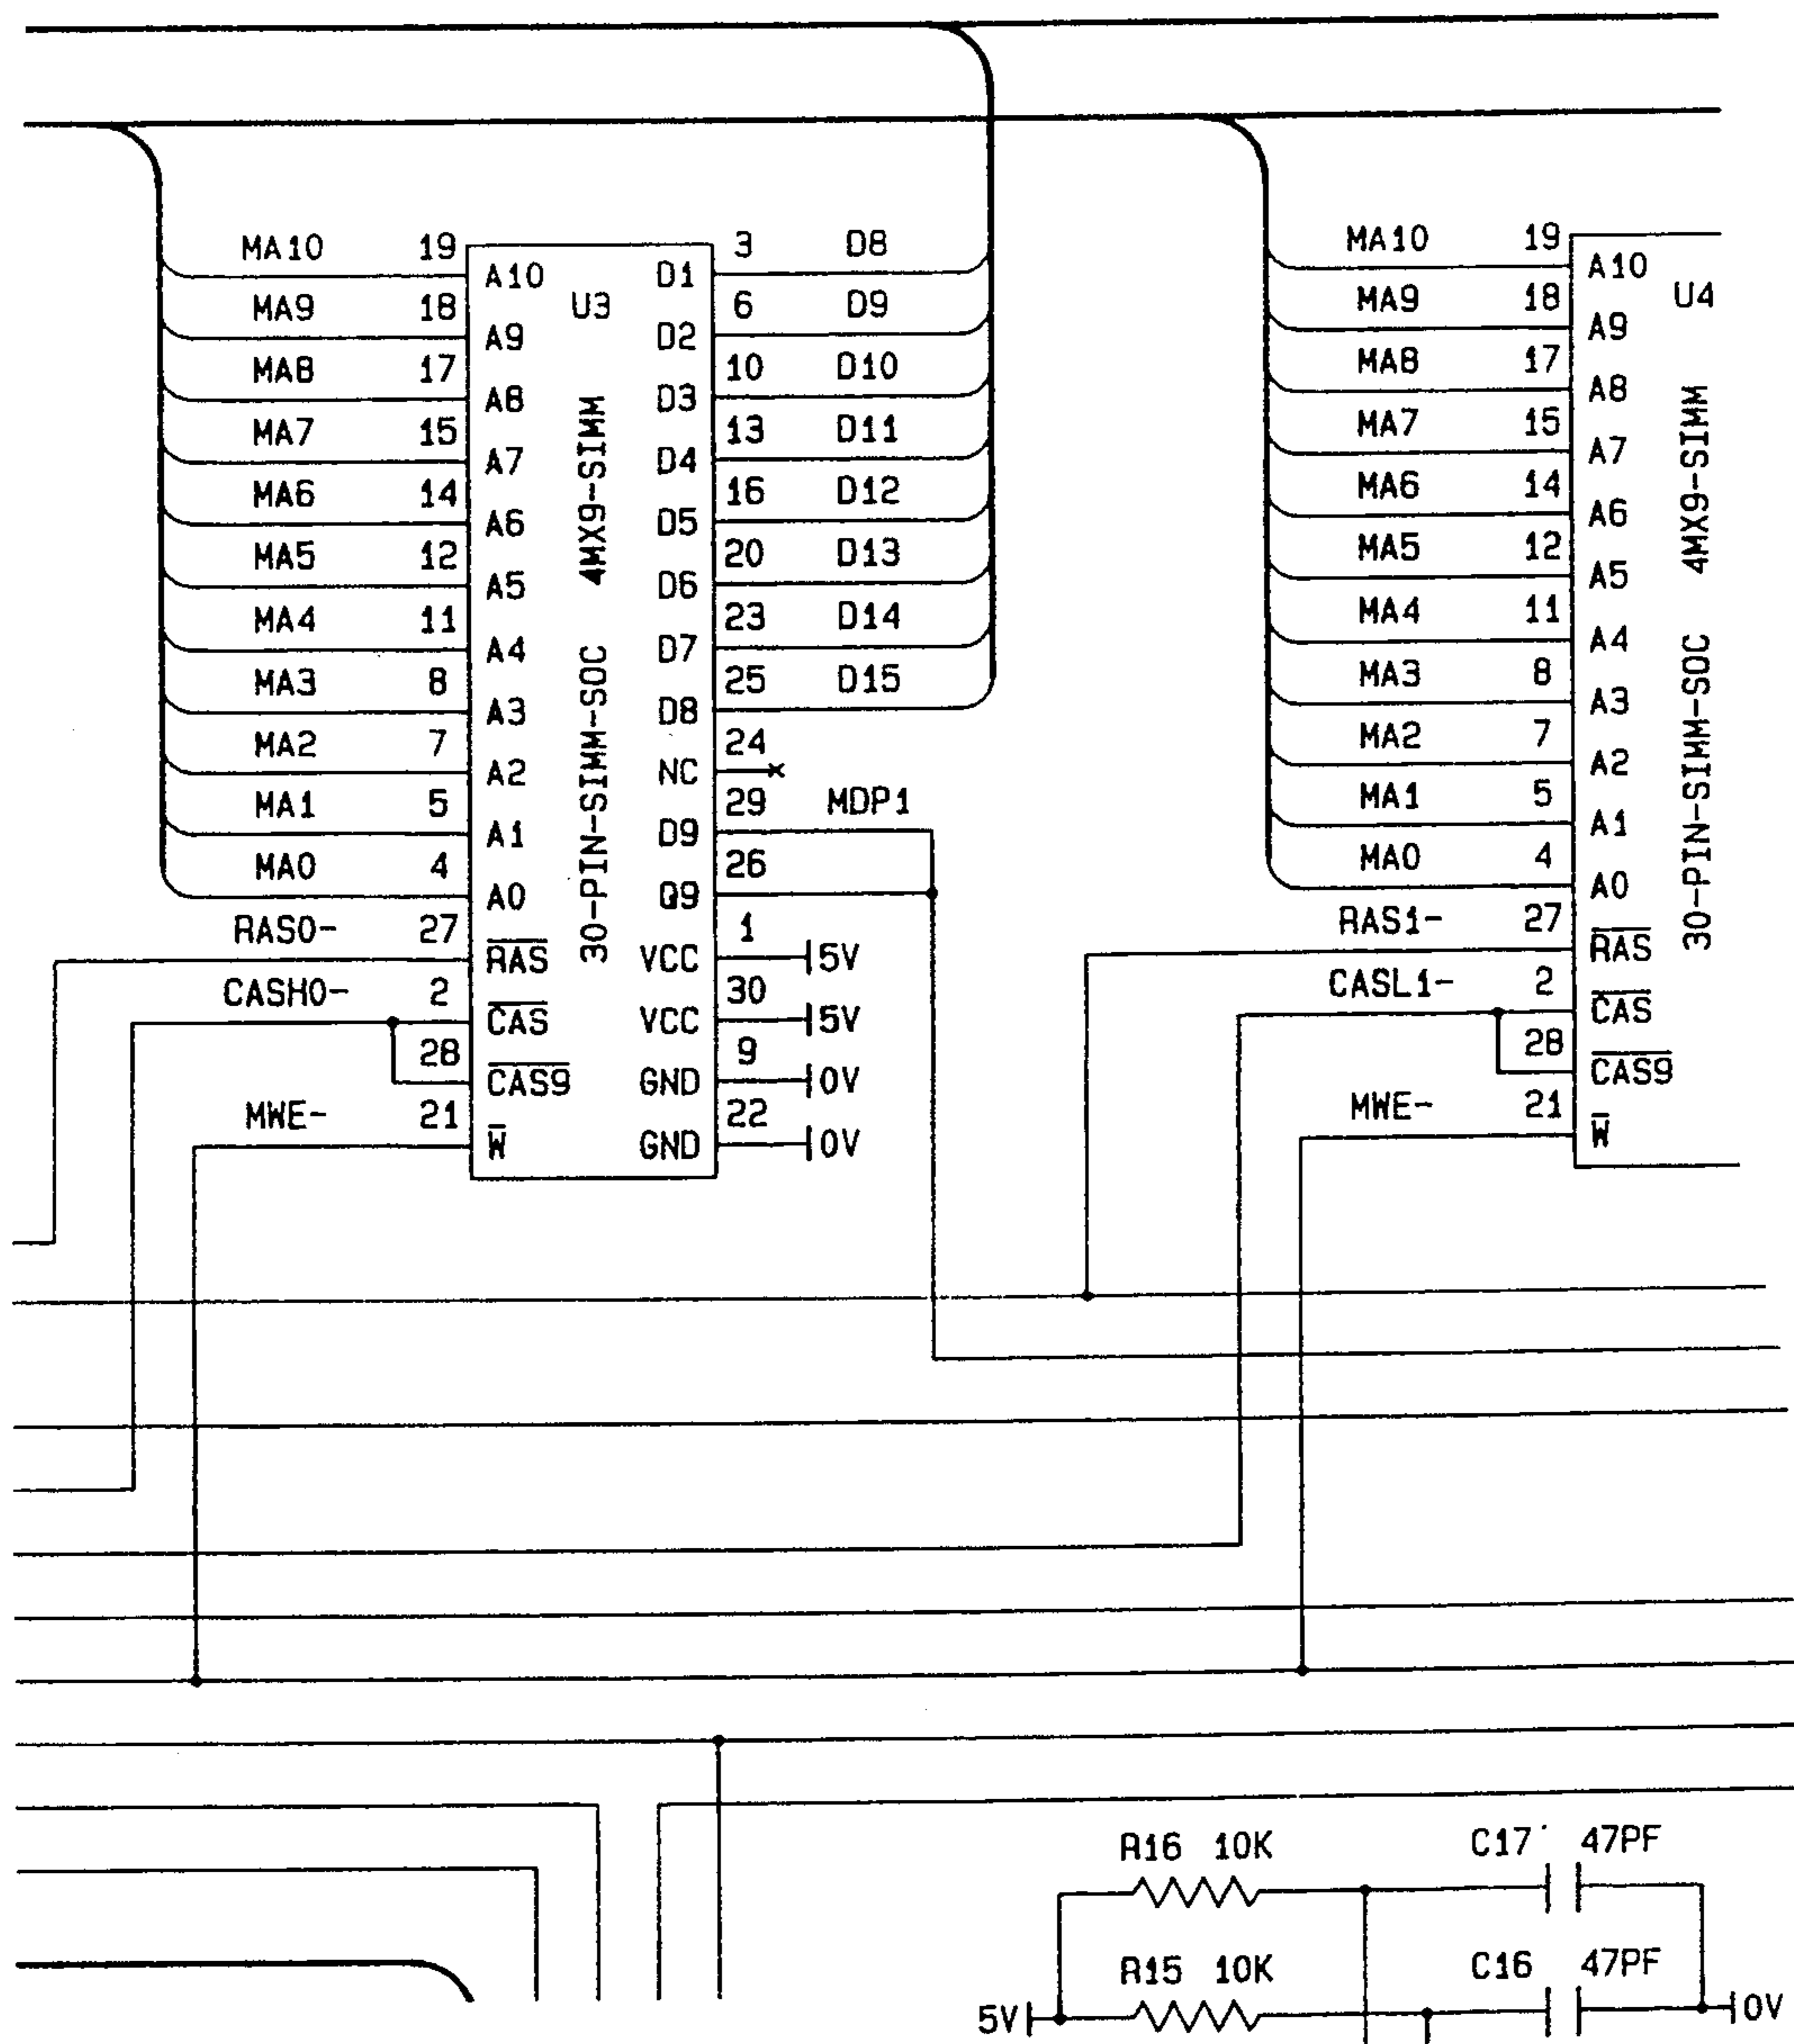 MA10 19 A10 D1 3 D8
MA9 18 A9 D2 6 D9
MA8 17 A8 D3 10 D10
MA7 15 A7 D4 13 D11
MA6 14 A6 D5 16 D12
MA5 12 A5 D6 20 D13
MA4 11 A4 D7 23 D14
MA3 8 A3 D8 25 D15
MA2 7 A2 NC 24
MA1 5 A1 D9 29 MDP1
MA0 4 A0 Q9 26
RAS0- 27 RAS VCC 1 5V
CASH0- 2 CAS VCC 30 5V
28 CAS9 GND 9 0V
MWE- 21 W GND 22 0V
U3
30-PIN-SIMM-SOC 4MX9-SIMM
MA10 19 A10
MA9 18 A9
MA8 17 A8
MA7 15 A7
MA6 14 A6
MA5 12 A5
MA4 11 A4
MA3 8 A3
MA2 7 A2
MA1 5 A1
MA0 4 A0
RAS1- 27 RAS
CASL1- 2 CAS
28 CAS9
MWE- 21 W
U4
30-PIN-SIMM-SOC 4MX9-SIMM
R16 10K C17 47PF
R15 10K C16 47PF
5V 0V